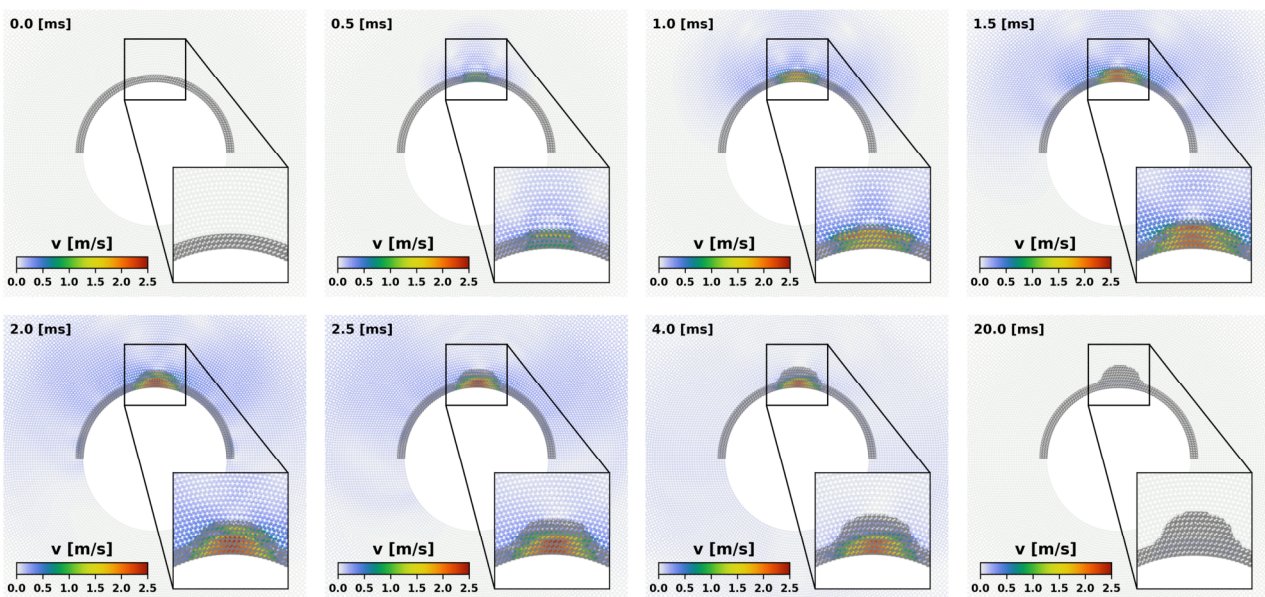 0.0 [ms]
v [m/s]
0.0 0.5 1.0 1.5 2.0 2.5
0.5 [ms]
v [m/s]
0.0 0.5 1.0 1.5 2.0 2.5
1.0 [ms]
v [m/s]
0.0 0.5 1.0 1.5 2.0 2.5
1.5 [ms]
v [m/s]
0.0 0.5 1.0 1.5 2.0 2.5
2.0 [ms]
v [m/s]
0.0 0.5 1.0 1.5 2.0 2.5
2.5 [ms]
v [m/s]
0.0 0.5 1.0 1.5 2.0 2.5
4.0 [ms]
v [m/s]
0.0 0.5 1.0 1.5 2.0 2.5
20.0 [ms]
v [m/s]
0.0 0.5 1.0 1.5 2.0 2.5